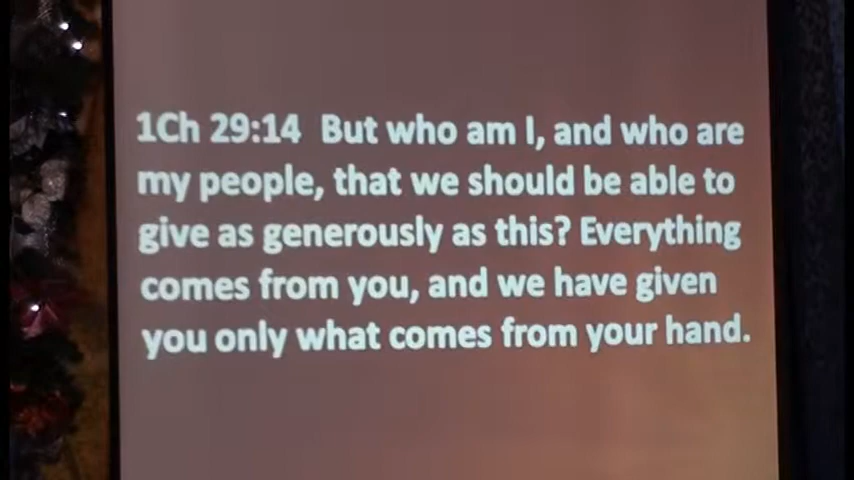 1Ch 29:14 But who am I, and who are
my people, that we should be able to
give as generously as this? Everything
comes from you, and we have given
you only what comes from your hand.